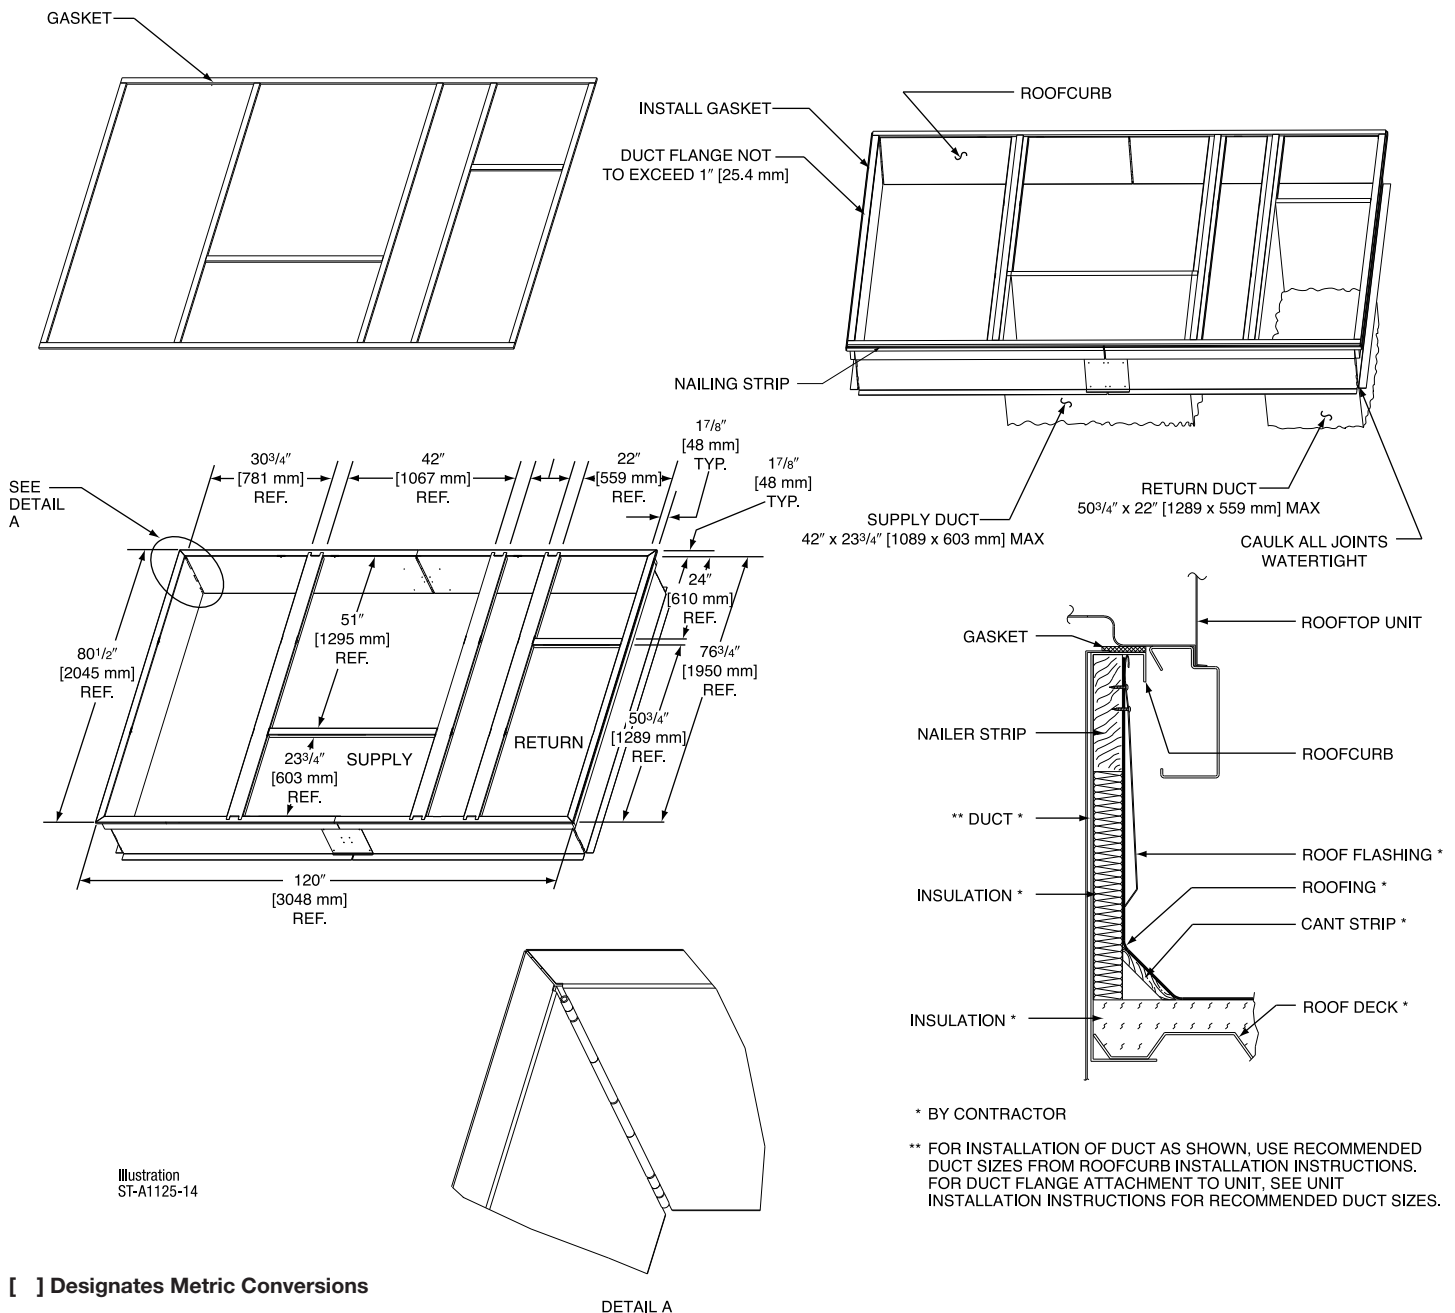 GASKET
INSTALL GASKET
DUCT FLANGE NOT
TO EXCEED 1" [25.4 mm]
ROOFCURB
NAILING STRIP
SUPPLY DUCT
42" x 233/4" [1089 x 603 mm] MAX
RETURN DUCT
503/4" x 22" [1289 x 559 mm] MAX
CAULK ALL JOINTS
WATERTIGHT
SEE
DETAIL
A
303/4"
[781 mm]
REF.
42"
[1067 mm]
REF.
22"
[559 mm]
REF.
17/8"
[48 mm]
TYP.
17/8"
[48 mm]
TYP.
801/2"
[2045 mm]
REF.
51"
[1295 mm]
REF.
24"
[610 mm]
REF.
763/4"
[1950 mm]
REF.
503/4"
[1289 mm]
REF.
233/4"
[603 mm]
REF.
SUPPLY
RETURN
120"
[3048 mm]
REF.
GASKET
ROOFTOP UNIT
NAILER STRIP
ROOFCURB
** DUCT *
ROOF FLASHING *
INSULATION *
ROOFING *
CANT STRIP *
INSULATION *
ROOF DECK *
* BY CONTRACTOR
** FOR INSTALLATION OF DUCT AS SHOWN, USE RECOMMENDED
DUCT SIZES FROM ROOFCURB INSTALLATION INSTRUCTIONS.
FOR DUCT FLANGE ATTACHMENT TO UNIT, SEE UNIT
INSTALLATION INSTRUCTIONS FOR RECOMMENDED DUCT SIZES.
Illustration
ST-A1125-14
[ ] Designates Metric Conversions
DETAIL A